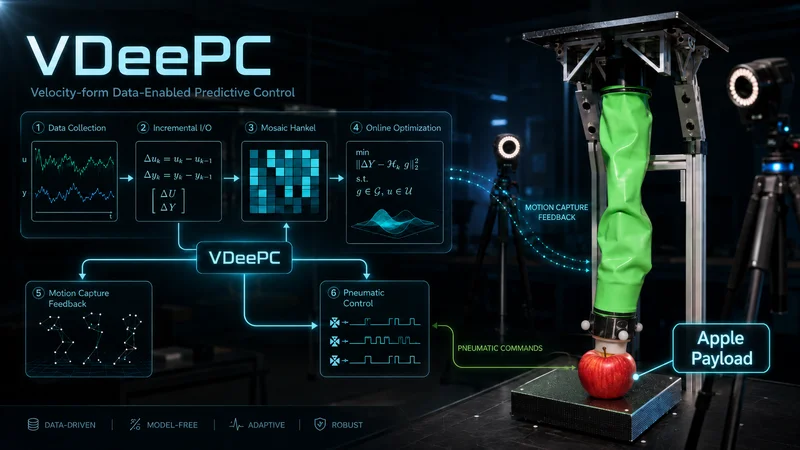 VDeePC
Velocity-form Data-Enabled Predictive Control
1 Data Collection
u
y
t
2 Incremental I/O
Δu_k = u_k − u_{k−1}
Δy_k = y_k − y_{k−1}
[ΔU
ΔY]
3 Mosaic Hankel
4 Online Optimization
min
‖ΔY − ℋ_k g‖₂²
s.t.
g ∈ 𝒢, u ∈ 𝒰
MOTION CAPTURE
FEEDBACK
VDeePC
5 Motion Capture
Feedback
6 Pneumatic
Control
PNEUMATIC COMMANDS
Apple
Payload
DATA-DRIVEN
MODEL-FREE
ADAPTIVE
ROBUST